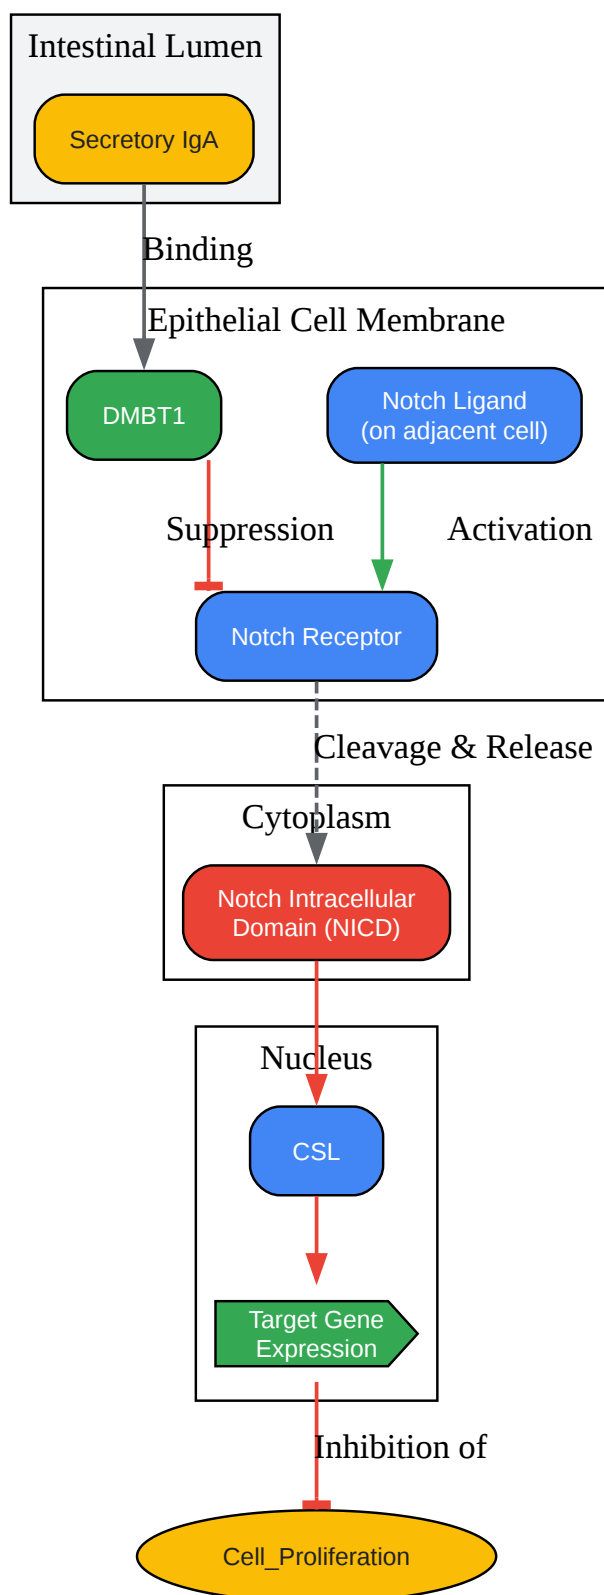 Intestinal Lumen
Secretory IgA
Binding
Epithelial Cell Membrane
DMBT1
Notch Ligand
(on adjacent cell)
Suppression
Activation
Notch Receptor
Cleavage & Release
Cytoplasm
Notch Intracellular
Domain (NICD)
Nucleus
CSL
Target Gene
Expression
Inhibition of
Cell_Proliferation